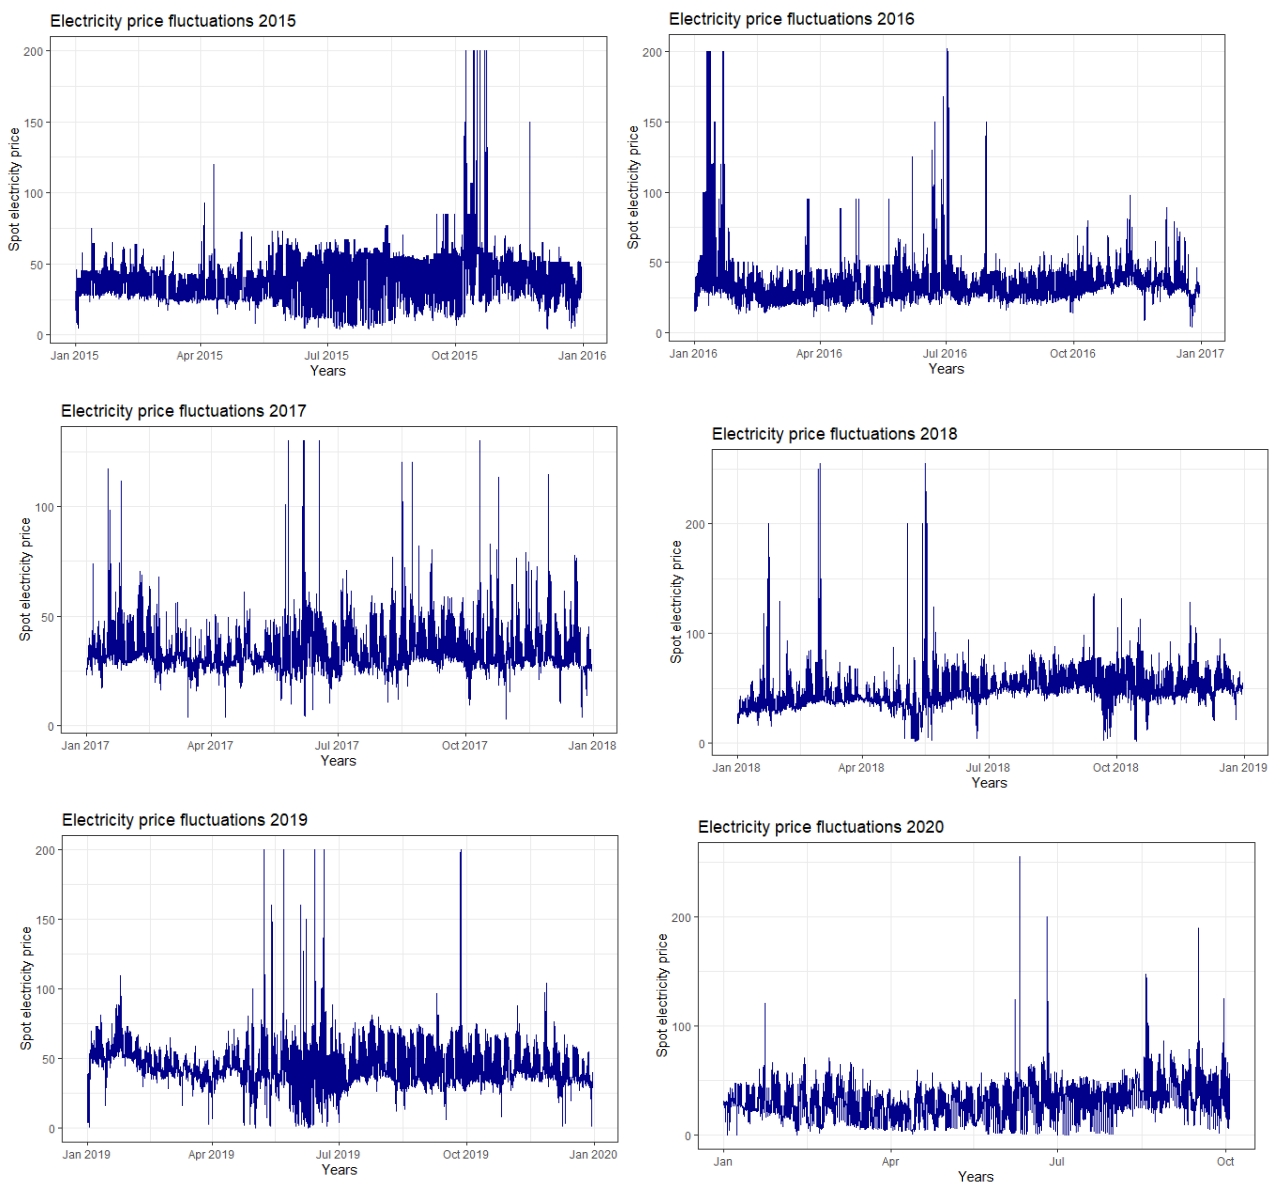 Electricity price fluctuations 2015
Spot electricity price
200
150
100
50
0
Jan 2015 Apr 2015 Jul 2015 Oct 2015 Jan 2016
Years
Electricity price fluctuations 2016
Spot electricity price
200
150
100
50
0
Jan 2016 Apr 2016 Jul 2016 Oct 2016 Jan 2017
Years
Electricity price fluctuations 2017
Spot electricity price
100
50
0
Jan 2017 Apr 2017 Jul 2017 Oct 2017 Jan 2018
Years
Electricity price fluctuations 2018
Spot electricity price
200
100
0
Jan 2018 Apr 2018 Jul 2018 Oct 2018 Jan 2019
Years
Electricity price fluctuations 2019
Spot electricity price
200
150
100
50
0
Jan 2019 Apr 2019 Jul 2019 Oct 2019 Jan 2020
Years
Electricity price fluctuations 2020
Spot electricity price
200
100
0
Jan Apr Jul Oct
Years